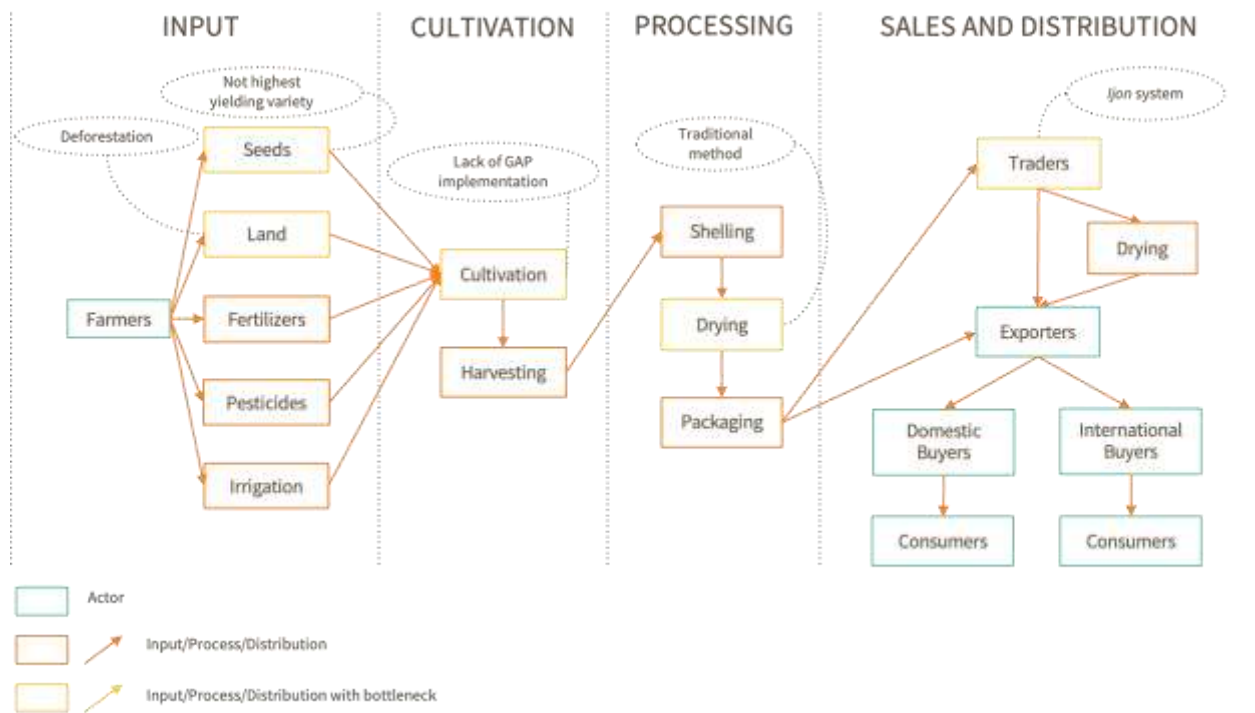 INPUT
CULTIVATION
PROCESSING
SALES AND DISTRIBUTION
Not highest
yielding variety
Deforestation
Seeds
Land
Farmers
Fertilizers
Pesticides
Irrigation
Lack of GAP
implementation
Cultivation
Harvesting
Traditional
method
Shelling
Drying
Packaging
Ijon system
Traders
Drying
Exporters
Domestic
Buyers
International
Buyers
Consumers
Consumers
Actor
Input/Process/Distribution
Input/Process/Distribution with bottleneck